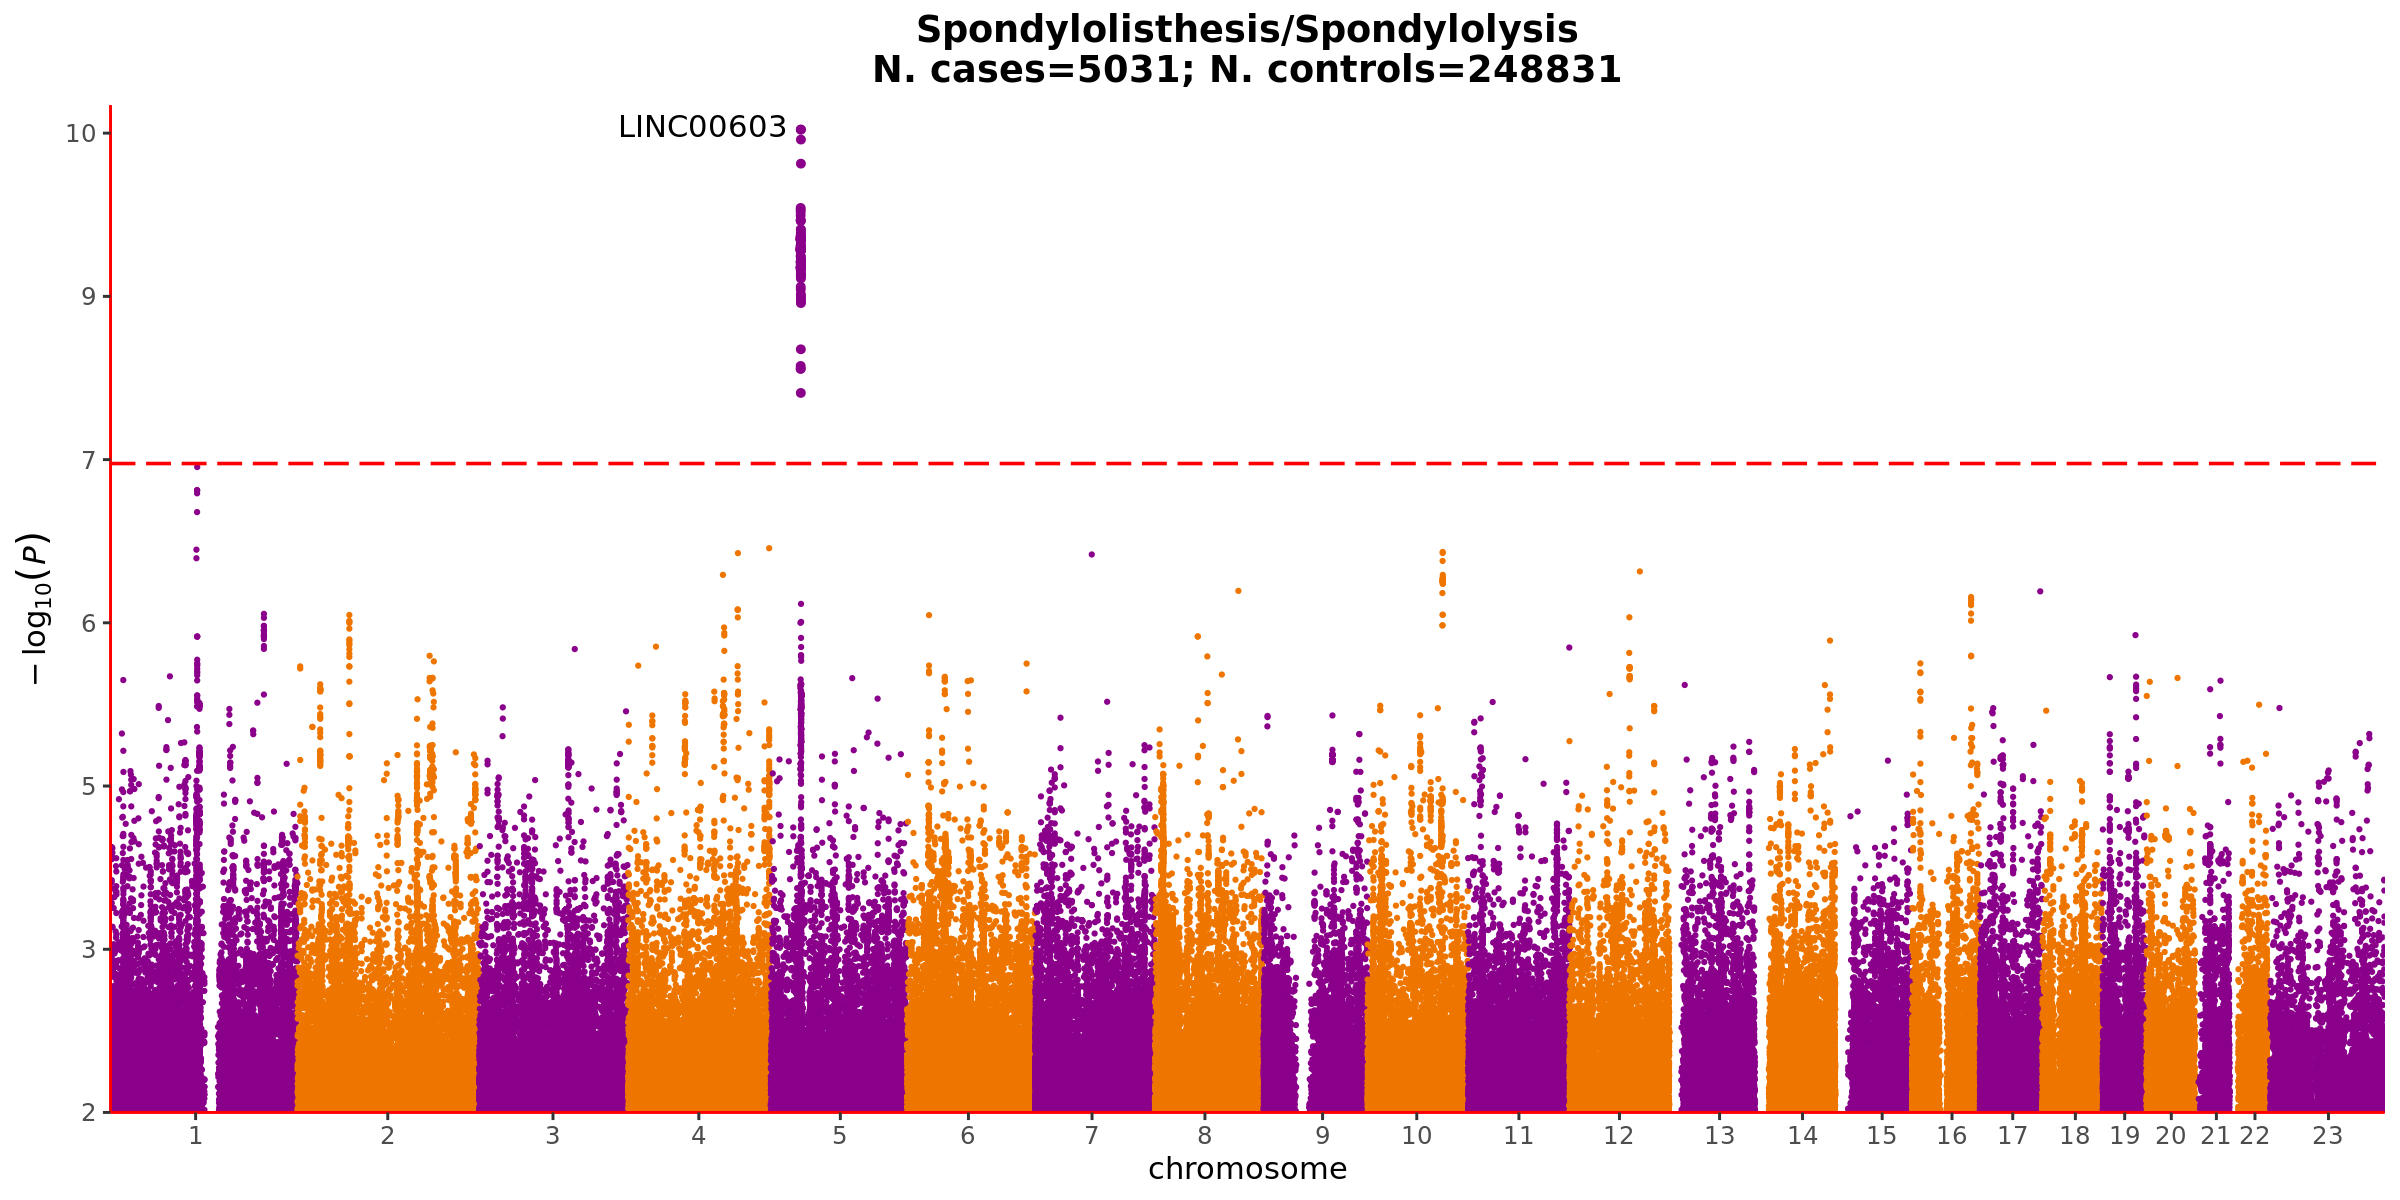 Spondylolisthesis/Spondylolysis
N. cases=5031; N. controls=248831
LINC00603
10
9
7
6
5
3
2
−log₁₀(P)
1 2 3 4 5 6 7 8 9 10 11 12 13 14 15 16 17 18 19 20 21 22 23
chromosome